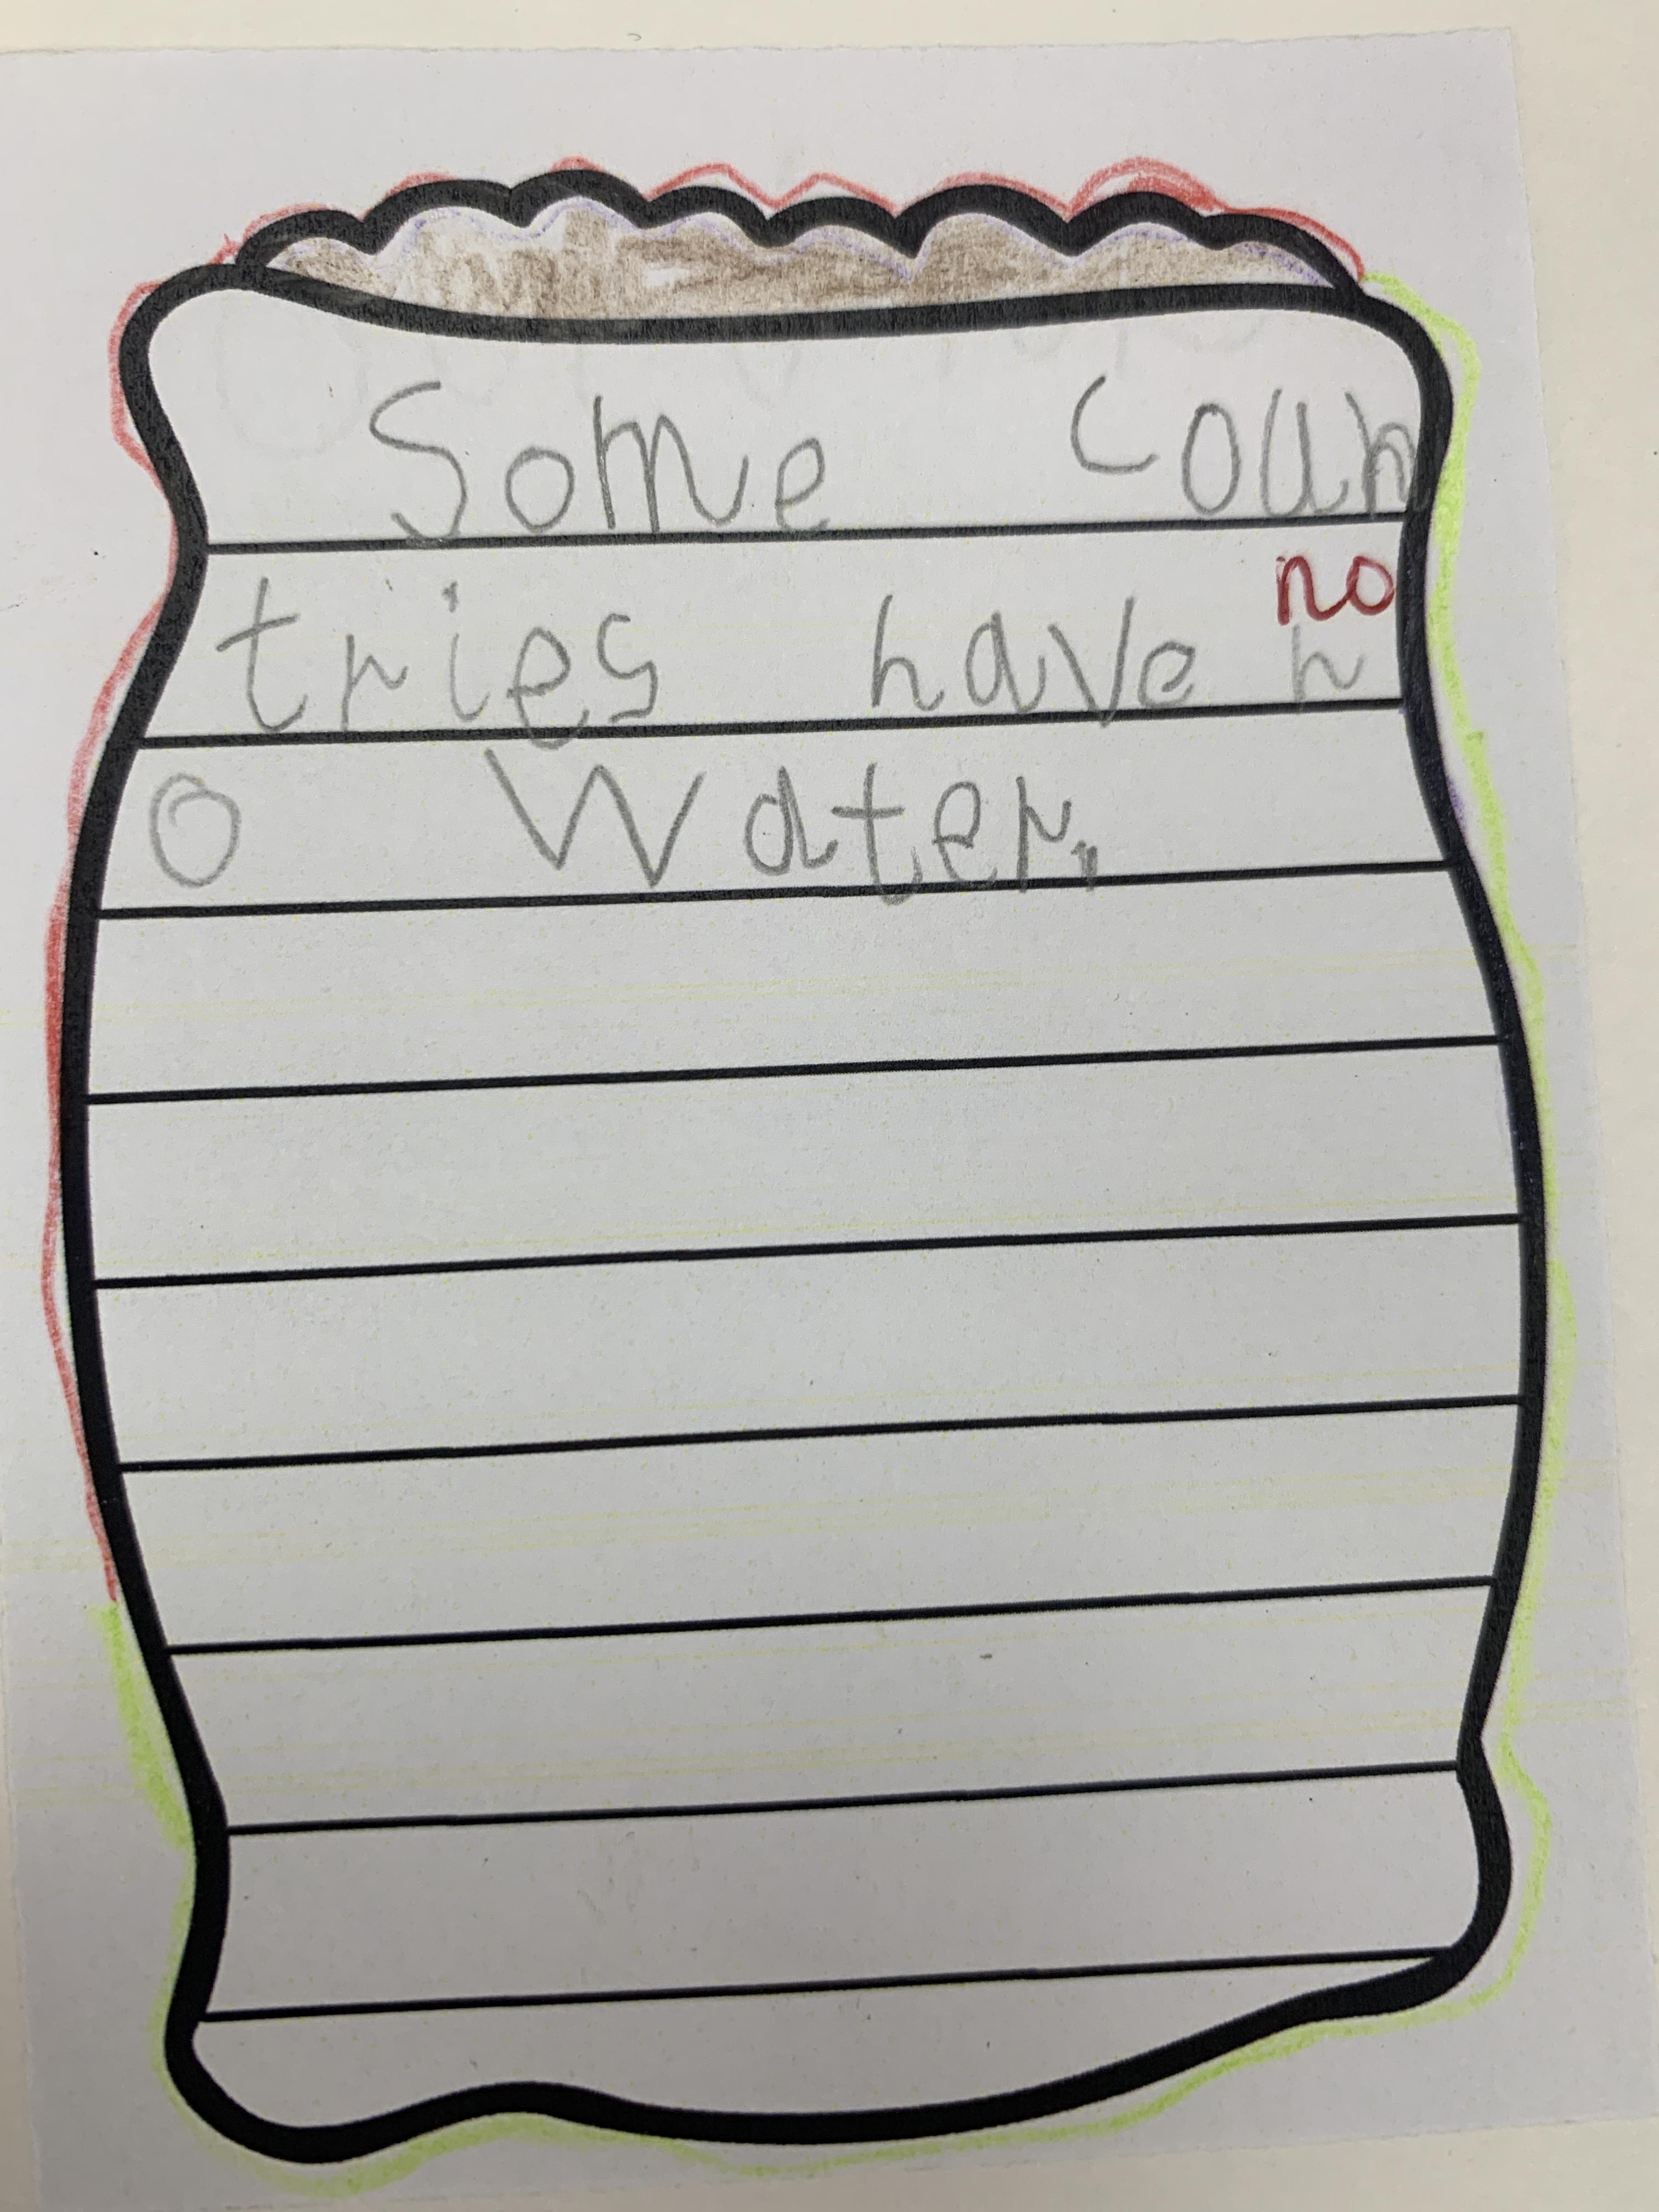 Some coun
no
tries have n
o Water.